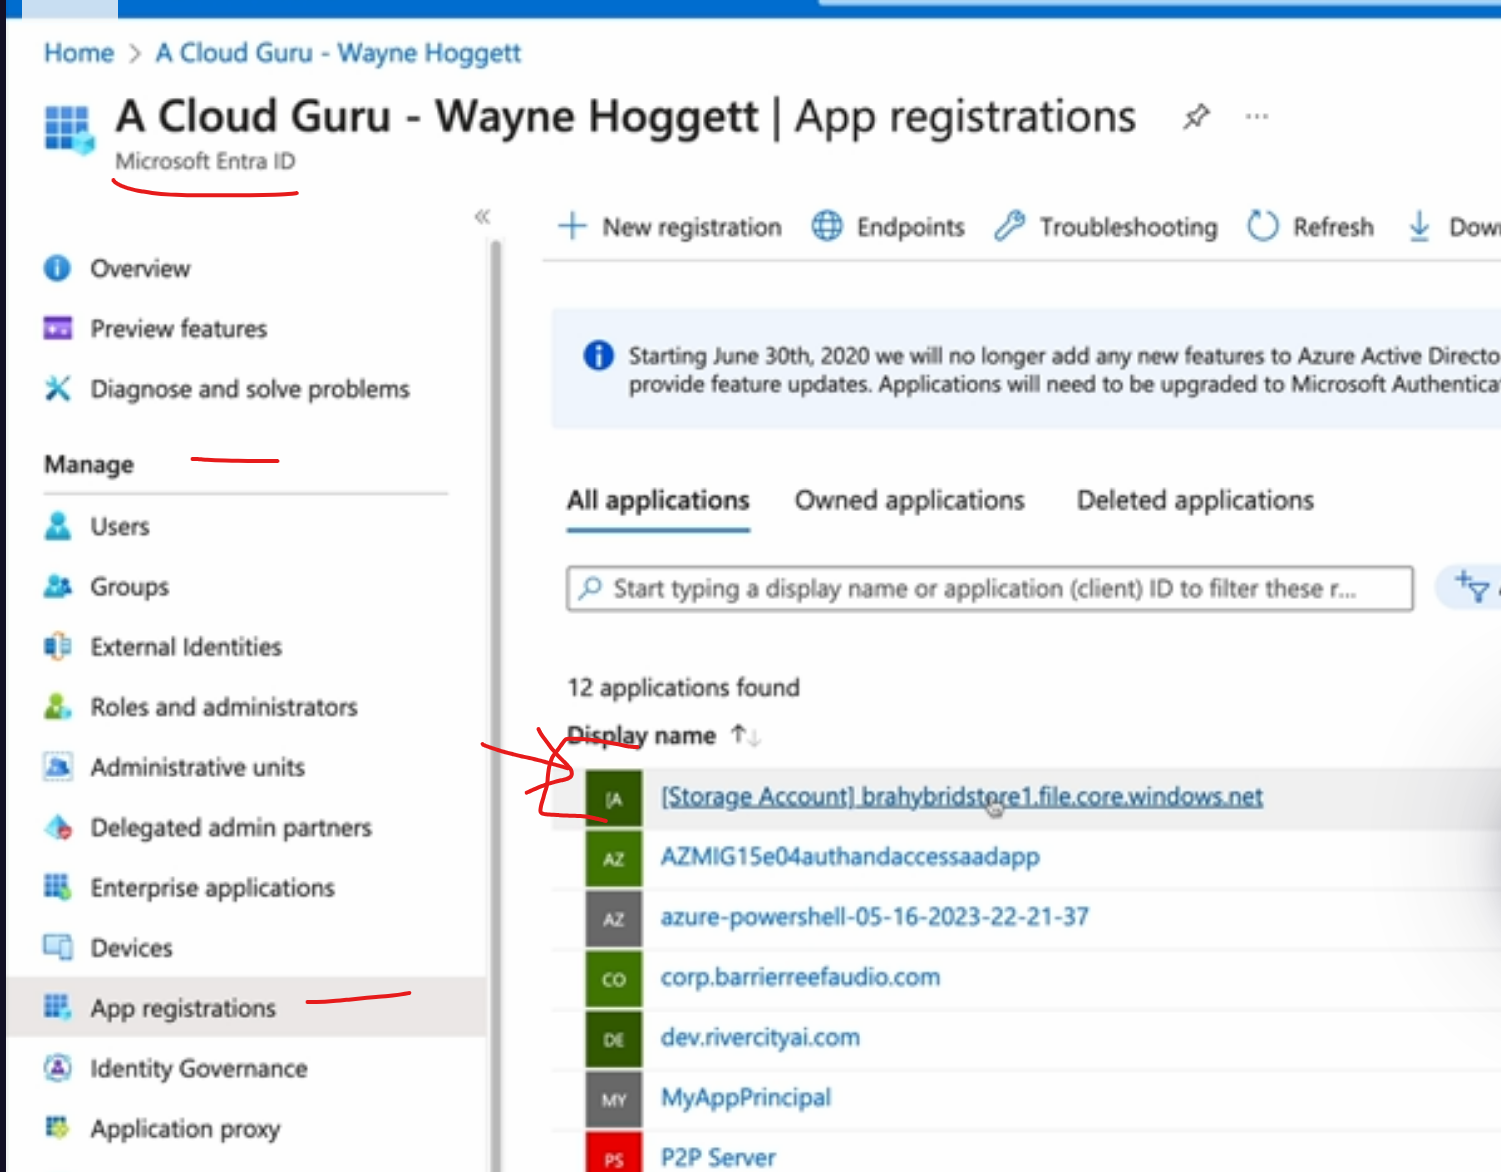 Home > A Cloud Guru - Wayne Hoggett
A Cloud Guru - Wayne Hoggett | App registrations
Microsoft Entra ID
Overview
Preview features
Diagnose and solve problems
Manage
Users
Groups
External Identities
Roles and administrators
Administrative units
Delegated admin partners
Enterprise applications
Devices
App registrations
Identity Governance
Application proxy
New registration Endpoints Troubleshooting Refresh
Starting June 30th, 2020 we will no longer add any new features to Azure Active
provide feature updates. Applications will need to be upgraded to Microsoft
All applications Owned applications Deleted applications
Start typing a display name or application (client) ID to filter these r...
12 applications found
Display name
[A [Storage Account] brahybridstore1.file.core.windows.net
AZ AZMIG15e04authandaccessaadapp
AZ azure-powershell-05-16-2023-22-21-37
CO corp.barrierreefaudio.com
DE dev.rivercityai.com
MY MyAppPrincipal
PS P2P Server